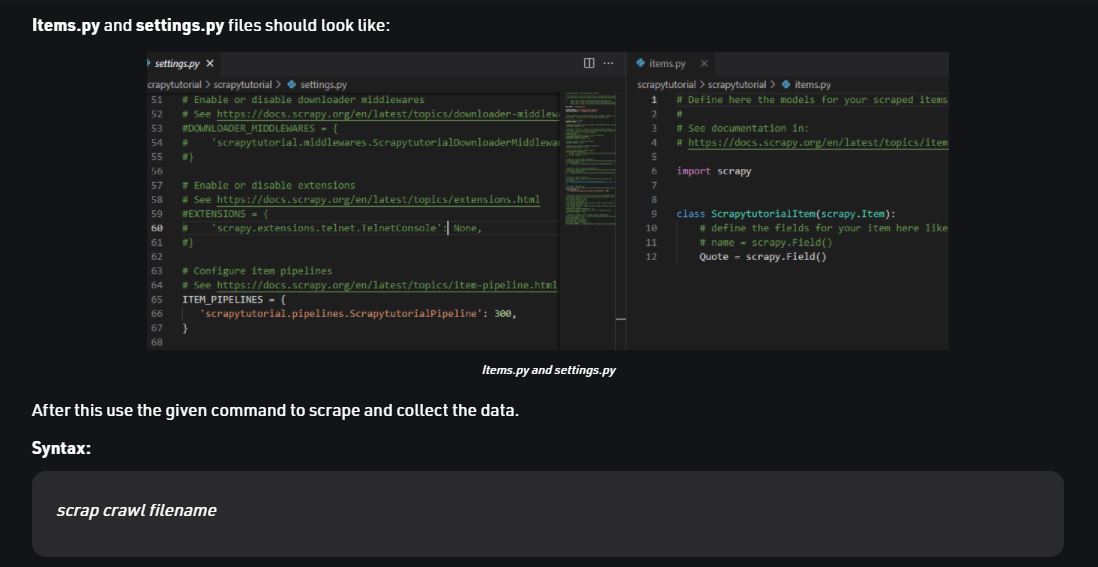 Items.py and settings.py files should look like:
settings.py
crapytutorial > scrapytutorial > settings.py
51 # Enable or disable downloader middlewares
52 # See https://docs.scrapy.org/en/latest/topics/downloader-middlew
53 #DOWNLOADER_MIDDLEWARES = {
54 #    'scrapytutorial.middlewares.ScrapytutorialDownloaderMiddlewa
55 #}
56
57 # Enable or disable extensions
58 # See https://docs.scrapy.org/en/latest/topics/extensions.html
59 #EXTENSIONS = {
60 #    'scrapy.extensions.telnet.TelnetConsole': None,
61 #}
62
63 # Configure item pipelines
64 # See https://docs.scrapy.org/en/latest/topics/item-pipeline.html
65 ITEM_PIPELINES = {
66    'scrapytutorial.pipelines.ScrapytutorialPipeline': 300,
67 }
68
items.py
scrapytutorial > scrapytutorial > items.py
1 # Define here the models for your scraped items
2 #
3 # See documentation in:
4 # https://docs.scrapy.org/en/latest/topics/item
5
6 import scrapy
7
8
9 class ScrapytutorialItem(scrapy.Item):
10     # define the fields for your item here like
11     # name = scrapy.Field()
12     Quote = scrapy.Field()
Items.py and settings.py
After this use the given command to scrape and collect the data.
Syntax:
scrap crawl filename